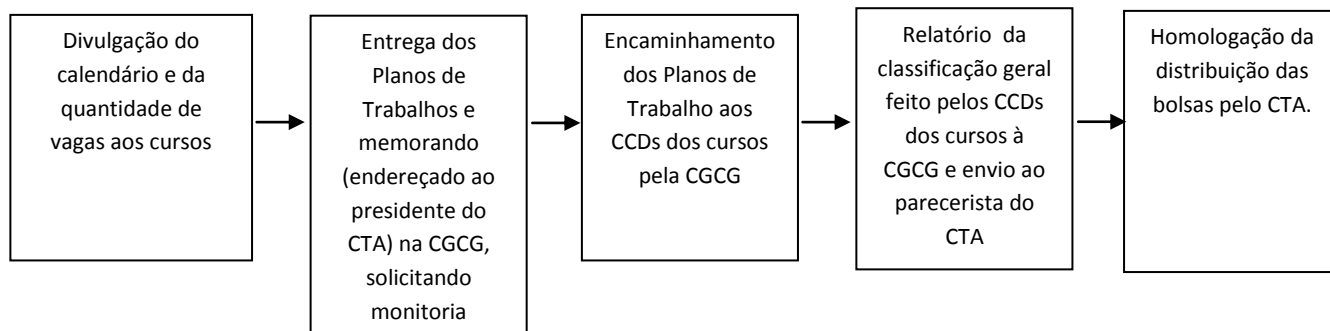 Divulgação do
calendário e da
quantidade de
vagas aos cursos
Entrega dos
Planos de
Trabalhos e
memorando
(endereçado ao
presidente do
CTA) na CGCG,
solicitando
monitoria
Encaminhamento
dos Planos de
Trabalho aos
CCDs dos cursos
pela CGCG
Relatório da
classificação geral
feito pelos CCDs
dos cursos à
CGCG e envio ao
parecerista do
CTA
Homologação da
distribuição das
bolsas pelo CTA.